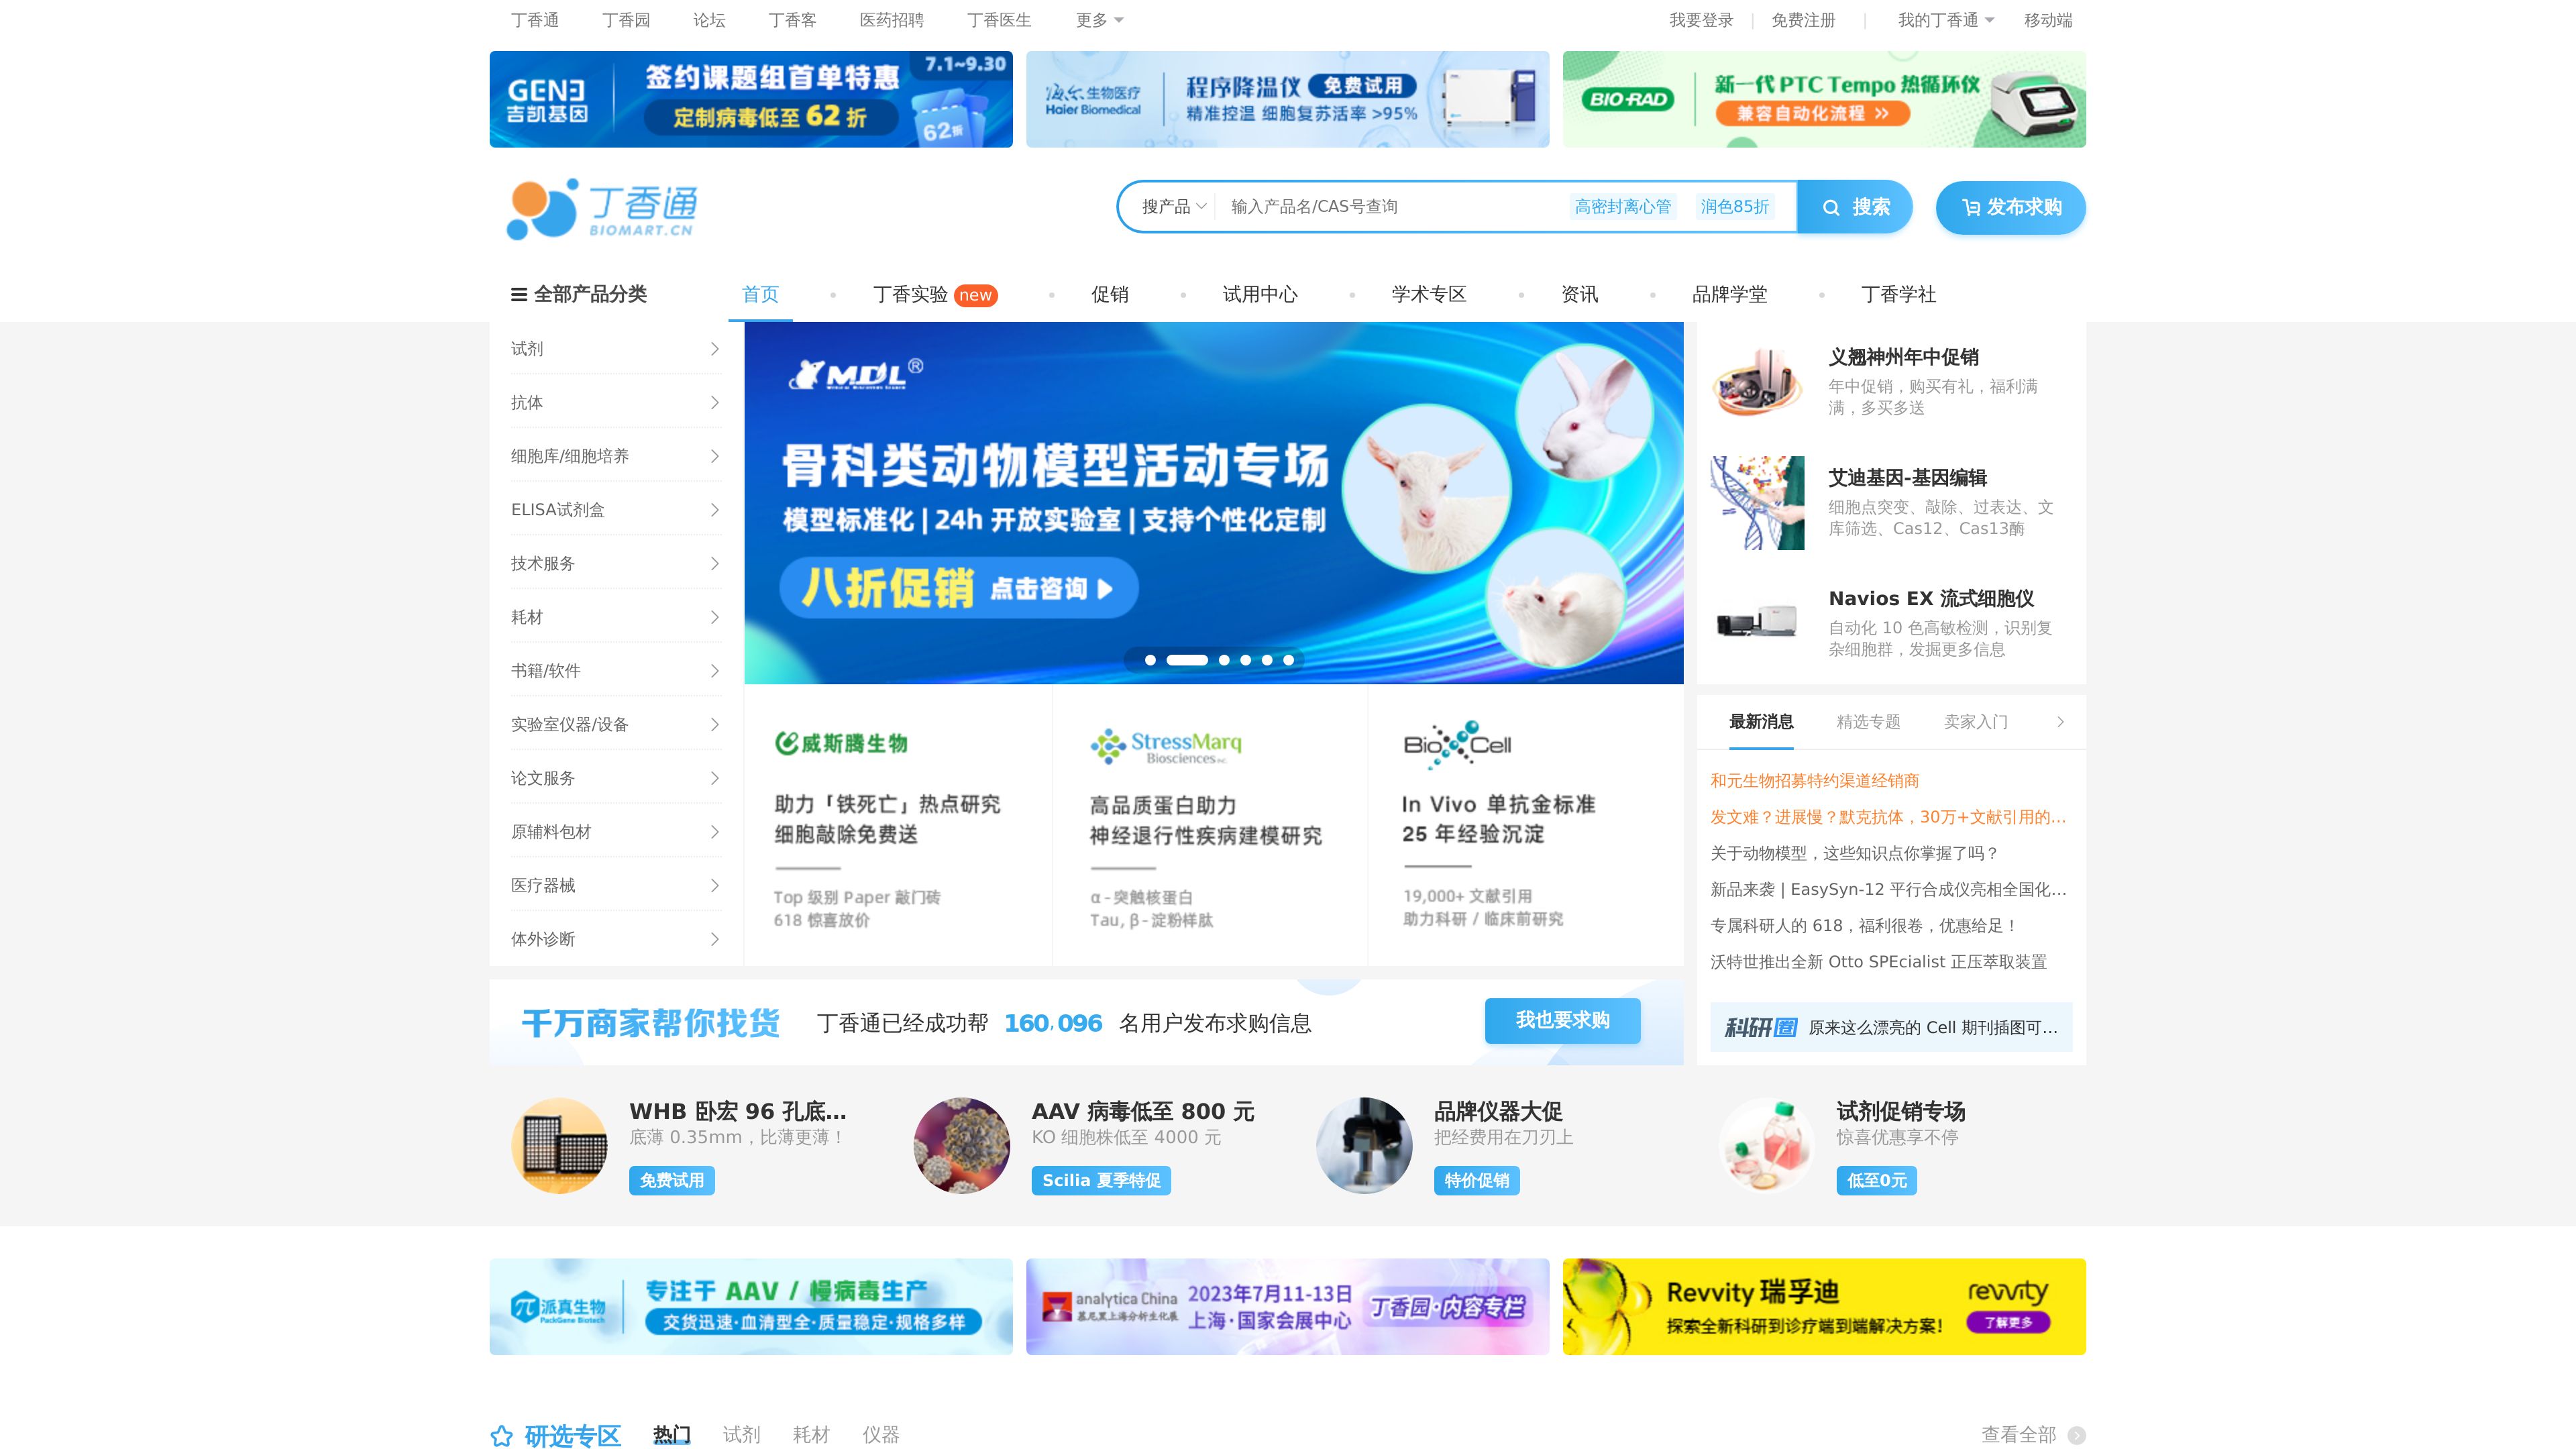 丁香通 丁香园 论坛 丁香客 医药招聘 丁香医生 更多 我要登录 免费注册 我的丁香通 移动端
GENE 吉凯基因 签约课题组首单特惠 7.1~9.30
定制病毒低至 62 折 62折
海尔生物医疗 Haier Biomedical 程序降温仪 免费试用
精准控温 细胞复苏活率 >95%
BIO-RAD 新一代 PTC Tempo 热循环仪
兼容自动化流程 >>
丁香通
BIOMART.CN
搜产品 输入产品名/CAS号查询 高密封离心管 润色85折 搜索 发布求购
全部产品分类 首页 丁香实验 new 促销 试用中心 学术专区 资讯 品牌学堂 丁香学社
试剂
抗体
细胞库/细胞培养
ELISA试剂盒
技术服务
耗材
书籍/软件
实验室仪器/设备
论文服务
原辅料包材
医疗器械
体外诊断
MDL®
骨科类动物模型活动专场
模型标准化 | 24h 开放实验室 | 支持个性化定制
八折促销 点击咨询
义翘神州年中促销
年中促销，购买有礼，福利满
满，多买多送
艾迪基因-基因编辑
细胞点突变、敲除、过表达、文
库筛选、Cas12、Cas13酶
Navios EX 流式细胞仪
自动化 10 色高敏检测，识别复
杂细胞群，发掘更多信息
威斯腾生物
助力「铁死亡」热点研究
细胞敲除免费送
Top 级别 Paper 敲门砖
618 惊喜放价
StressMarq
Biosciences INC.
高品质蛋白助力
神经退行性疾病建模研究
α-突触核蛋白
Tau, β-淀粉样肽
BioXCell
In Vivo 单抗金标准
25 年经验沉淀
19,000+ 文献引用
助力科研 / 临床前研究
最新消息 精选专题 卖家入门
和元生物招募特约渠道经销商
发文难？进展慢？默克抗体，30万+文献引用的...
关于动物模型，这些知识点你掌握了吗？
新品来袭 | EasySyn-12 平行合成仪亮相全国化...
专属科研人的 618，福利很卷，优惠给足！
沃特世推出全新 Otto SPEcialist 正压萃取装置
科研圈 原来这么漂亮的 Cell 期刊插图可...
千万商家帮你找货 丁香通已经成功帮 160,096 名用户发布求购信息 我也要求购
WHB 卧宏 96 孔底...
底薄 0.35mm，比薄更薄！
免费试用
AAV 病毒低至 800 元
KO 细胞株低至 4000 元
Scilia 夏季特促
品牌仪器大促
把经费用在刀刃上
特价促销
试剂促销专场
惊喜优惠享不停
低至0元
派真生物 PackGene Biotech 专注于 AAV / 慢病毒生产
交货迅速·血清型全·质量稳定·规格多样
analytica China 慕尼黑上海分析生化展 2023年7月11-13日
上海·国家会展中心 丁香园·内容专栏
Revvity 瑞孚迪 revvity
探索全新科研到诊疗端到端解决方案! 了解更多
研选专区 热门 试剂 耗材 仪器 查看全部